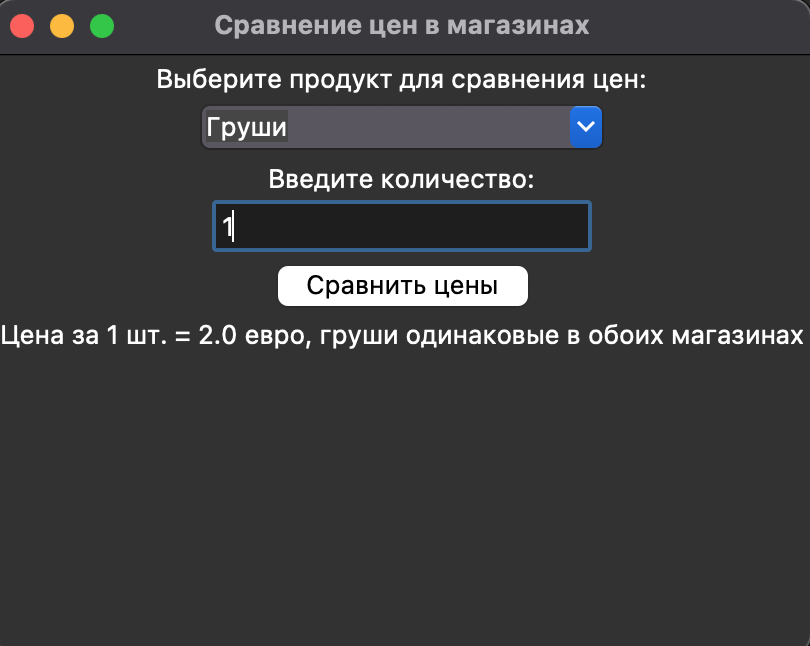 Сравнение цен в магазинах
Выберите продукт для сравнения цен:
Груши
Введите количество:
1
Сравнить цены
Цена за 1 шт. = 2.0 евро, груши одинаковые в обоих магазинах